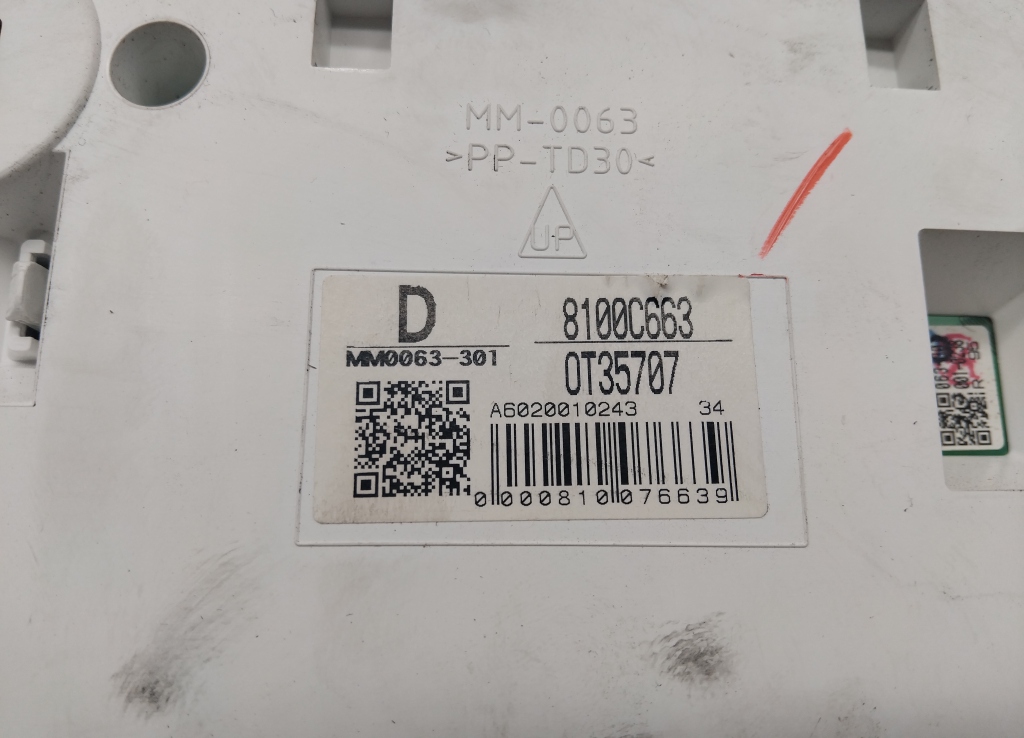 MM-0063
>PP-TD30<
UP
D
8100C663
MM0063-301
0T35707
A6020010243 34
0000810076639